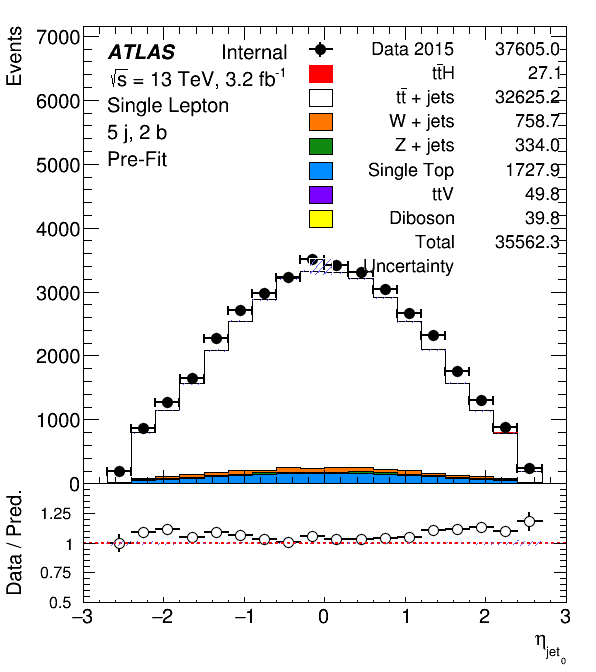 ATLAS Internal
√s = 13 TeV, 3.2 fb⁻¹
Single Lepton
5 j, 2 b
Pre-Fit
Data 2015 37605.0
tt̄H 27.1
tt̄ + jets 32625.2
W + jets 758.7
Z + jets 334.0
Single Top 1727.9
ttV 49.8
Diboson 39.8
Total 35562.3
Uncertainty
Events
7000
6000
5000
4000
3000
2000
1000
0
Data / Pred.
1.25
1
0.75
0.5
−3 −2 −1 0 1 2 3
η_jet_0